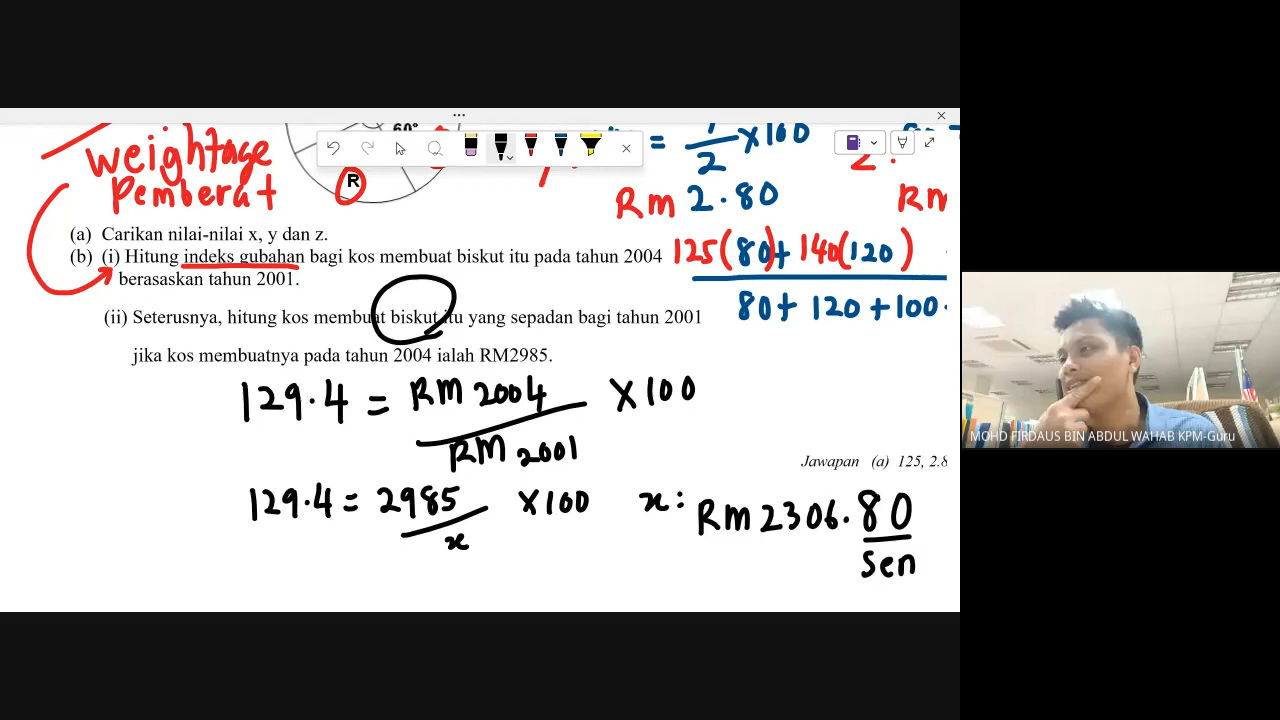 60°
weightage
Pemberat
R
= /2 x100
Rm 2.80
Rm
(a) Carikan nilai-nilai x, y dan z.
(b) (i) Hitung indeks gubahan bagi kos membuat biskut itu pada tahun 2004
berasaskan tahun 2001.
125(80)+ 140(120)
80+ 120 +100.
(ii) Seterusnya, hitung kos membuat biskut itu yang sepadan bagi tahun 2001
jika kos membuatnya pada tahun 2004 ialah RM2985.
129.4 = RM 2004 / RM 2001 x100
Jawapan (a) 125, 2.8
129.4 = 2985 / x x100
x: Rm 2306.80
sen
MOHD FIRDAUS BIN ABDUL WAHAB KPM-Guru